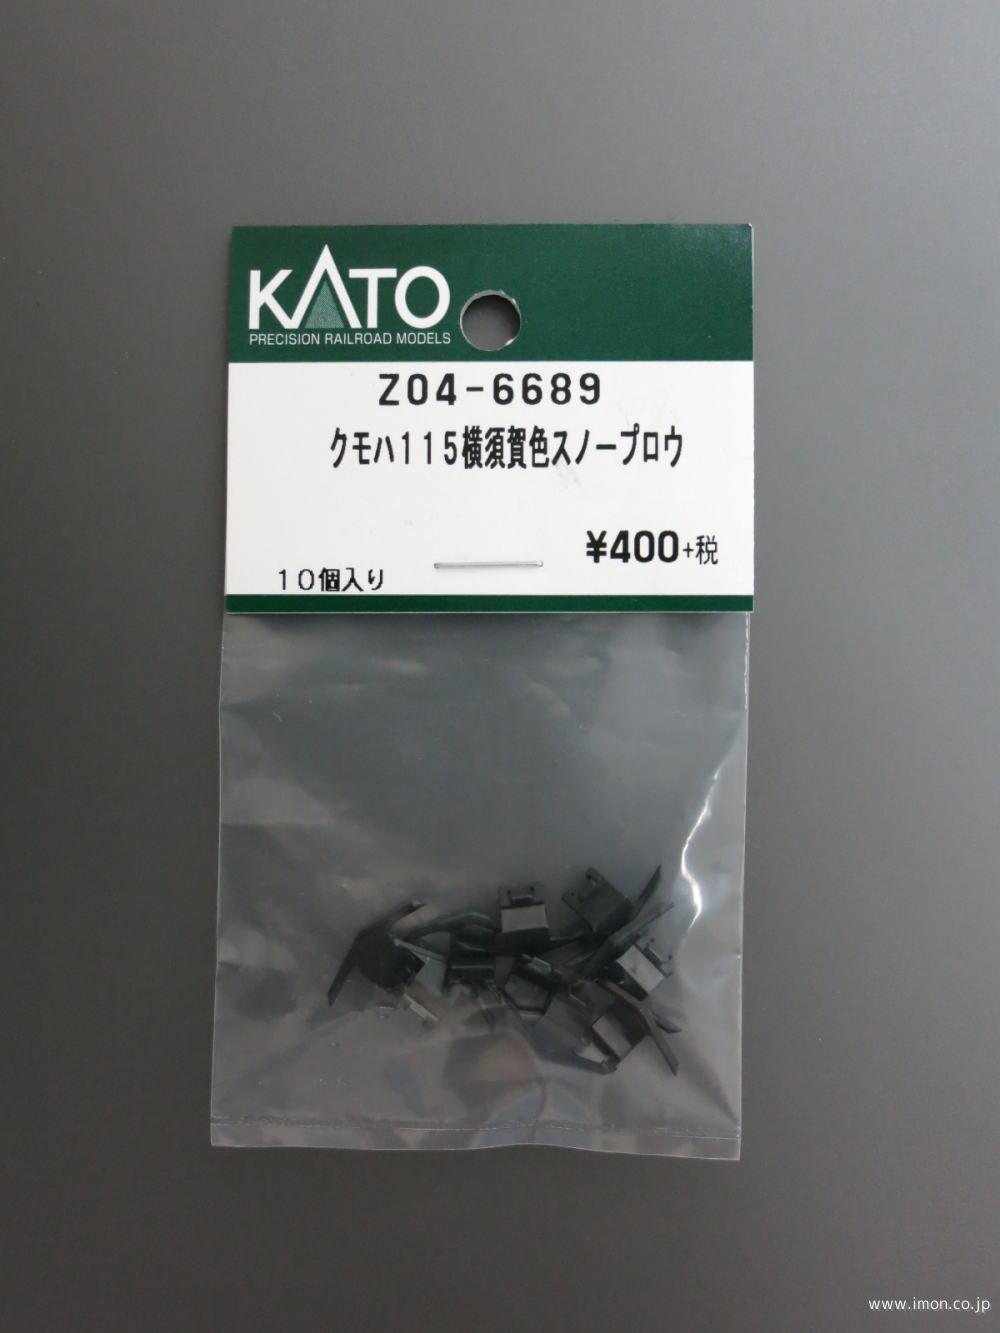 KATO
PRECISION RAILROAD MODELS
Z04-6689
クモハ115横須賀色スノープロウ
¥400+税
10個入り
www.imon.co.jp